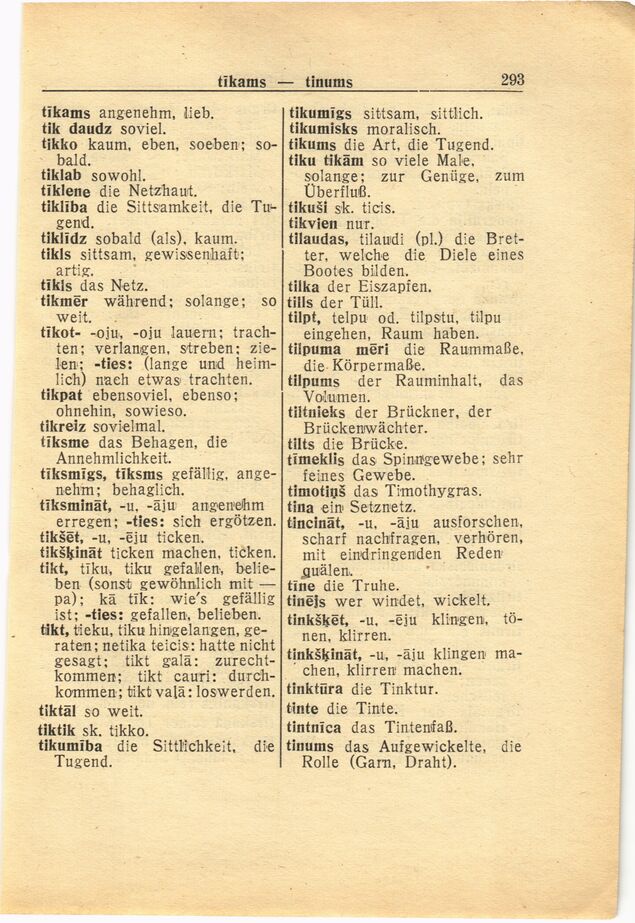 tīkams — tinums 293
tīkams angenehm, lieb.
tik daudz soviel.
tikko kaum, eben, soeben; so-
bald.
tiklab sowohl.
tīklene die Netzhaut.
tiklība die Sittsamkeit, die Tu-
gend.
tiklīdz sobald (als), kaum.
tikls sittsam, gewissenhaft;
artig.
tīkls das Netz.
tikmēr während; solange; so
weit.
tīkot- -oju, -oju lauern; trach-
ten; verlangen, streben; zie-
len; -ties: (lange und heim-
lich) nach etwas trachten.
tikpat ebensoviel, ebenso;
ohnehin, sowieso.
tikreiz sovielmal.
tīksme das Behagen, die
Annehmlichkeit.
tīksmīgs, tīksms gefällig, ange-
nehm; behaglich.
tīksmināt, -u, -āju angenehm
erregen; -ties: sich ergötzen.
tikšēt, -u, -ēju ticken.
tikšķināt ticken machen, ticken.
tikt, tīku, tiku gefallen, belie-
ben (sonst gewöhnlich mit —
pa); kā tīk: wie's gefällig
ist; -ties: gefallen, belieben.
tikt, tieku, tiku hingelangen, ge-
raten; netika teicis: hatte nicht
gesagt; tikt galā: zurecht-
kommen; tikt cauri: durch-
kommen; tikt vaļā: loswerden.
tiktāl so weit.
tiktik sk. tikko.
tikumība die Sittlichkeit, die
Tugend.
tikumīgs sittsam, sittlich.
tikumisks moralisch.
tikums die Art, die Tugend.
tiku tikām so viele Male,
solange; zur Genüge, zum
Überfluß.
tikuši sk. ticis.
tikvien nur.
tilaudas, tilaudi (pl.) die Bret-
ter, welche die Diele eines
Bootes bilden.
tilka der Eiszapfen.
tills der Tüll.
tilpt, telpu od. tilpstu, tilpu
eingehen, Raum haben.
tilpuma mēri die Raummaße,
die Körpermaße.
tilpums der Rauminhalt, das
Volumen.
tiltnieks der Brückner, der
Brückenwächter.
tilts die Brücke.
tīmeklis das Spinngewebe; sehr
feines Gewebe.
timotiņš das Timothygras.
tina ein Setznetz.
tincināt, -u, -āju ausforschen,
scharf nachfragen, verhören,
mit eindringenden Reden
quälen.
tīne die Truhe.
tinējs wer windet, wickelt.
tinkšķēt, -u, -ēju klingen, tö-
nen, klirren.
tinkšķināt, -u, -āju klingen ma-
chen, klirren machen.
tinktūra die Tinktur.
tinte die Tinte.
tintnīca das Tintenfaß.
tinums das Aufgewickelte, die
Rolle (Garn, Draht).